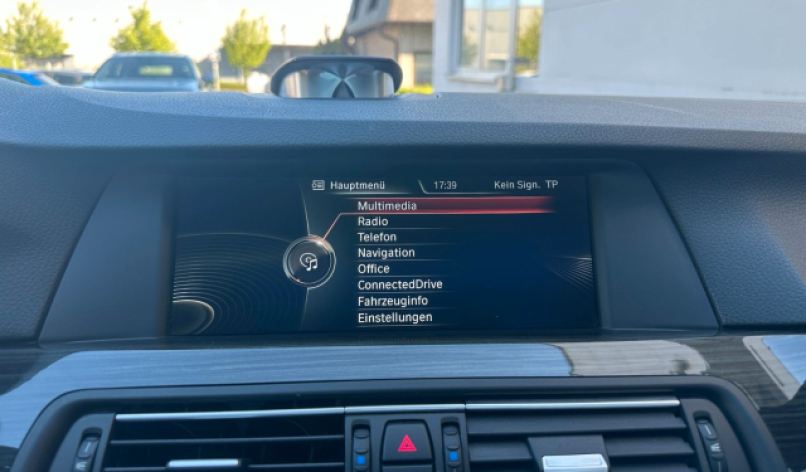 Hauptmenü 17:39 Kein Sign. TP
Multimedia
Radio
Telefon
Navigation
Office
ConnectedDrive
Fahrzeuginfo
Einstellungen